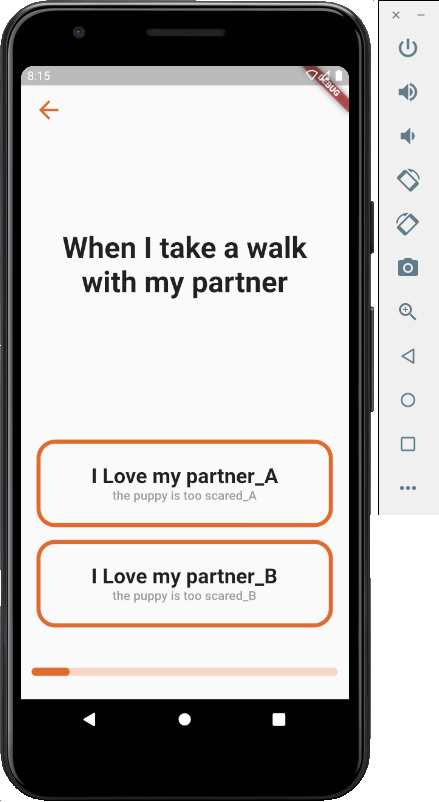 8:15
DEBUG
When I take a walk
with my partner
I Love my partner_A
the puppy is too scared_A
I Love my partner_B
the puppy is too scared_B